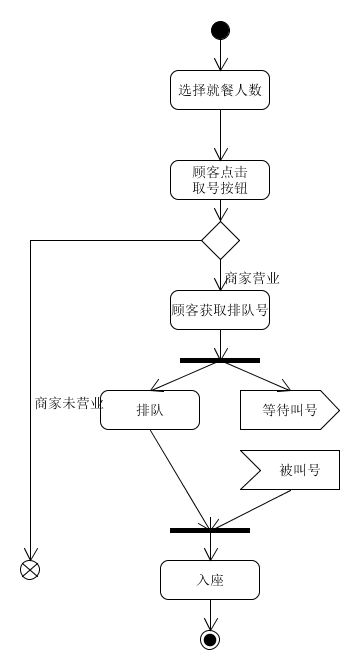 选择就餐人数
顾客点击
取号按钮
商家营业
顾客获取排队号
商家未营业
排队
等待叫号
被叫号
入座